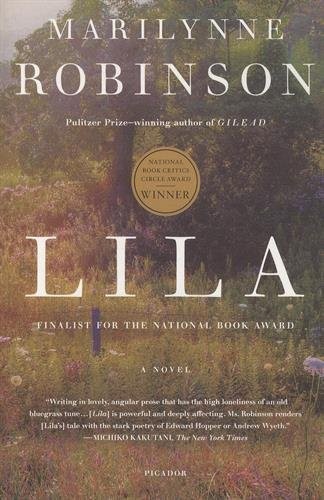 MARILYNNE
ROBINSON
Pulitzer Prize–winning author of GILEAD
NATIONAL
BOOK CRITICS
CIRCLE AWARD
WINNER
LILA
FINALIST FOR THE NATIONAL BOOK AWARD
A NOVEL
"Writing in lovely, angular prose that has the high loneliness of an old
bluegrass tune…[Lila] is powerful and deeply affecting. Ms. Robinson renders
[Lila's] tale with the stark poetry of Edward Hopper or Andrew Wyeth."
—MICHIKO KAKUTANI, The New York Times
PICADOR